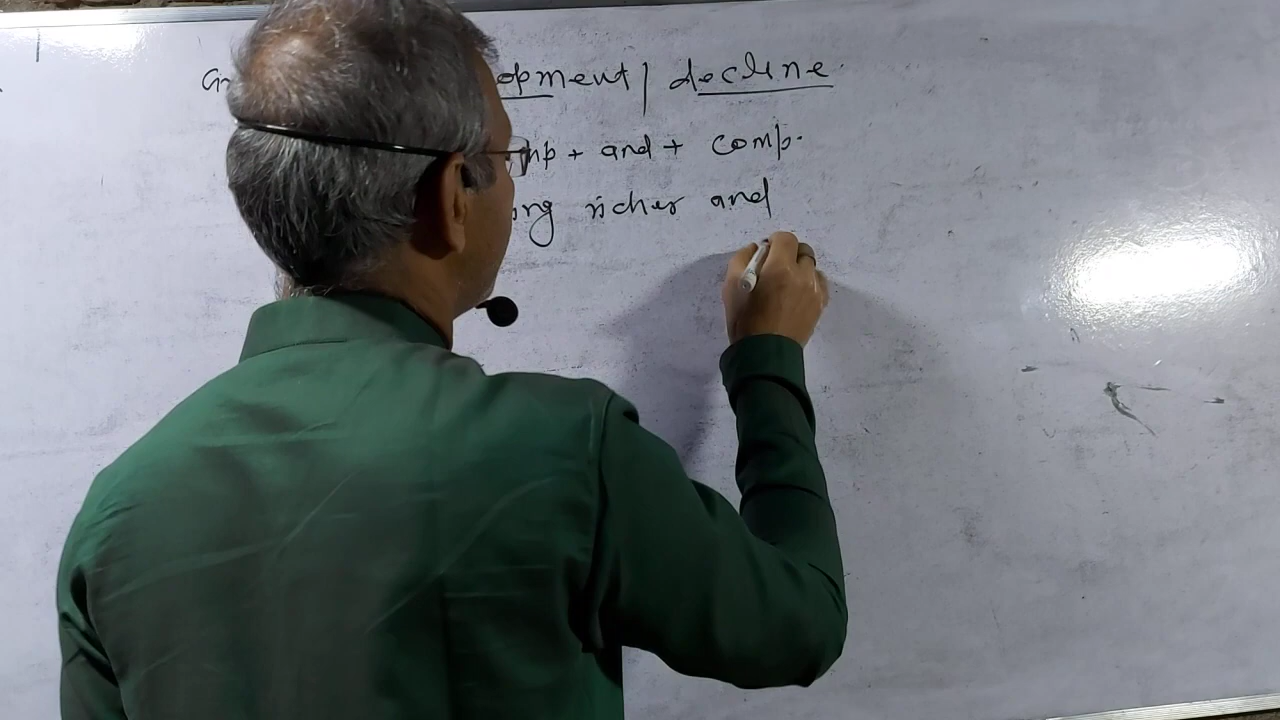 opment / decline
mp + and + comp.
ng richer and